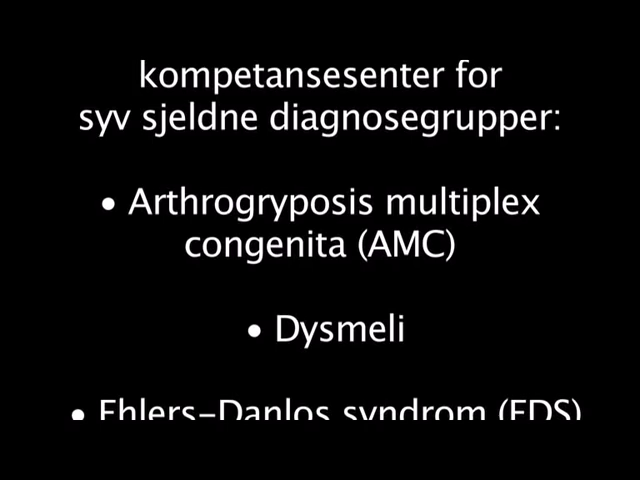 kompetansesenter for
syv sjeldne diagnosegrupper:
• Arthrogryposis multiplex
congenita (AMC)
• Dysmeli
• Ehlers-Danlos syndrom (EDS)